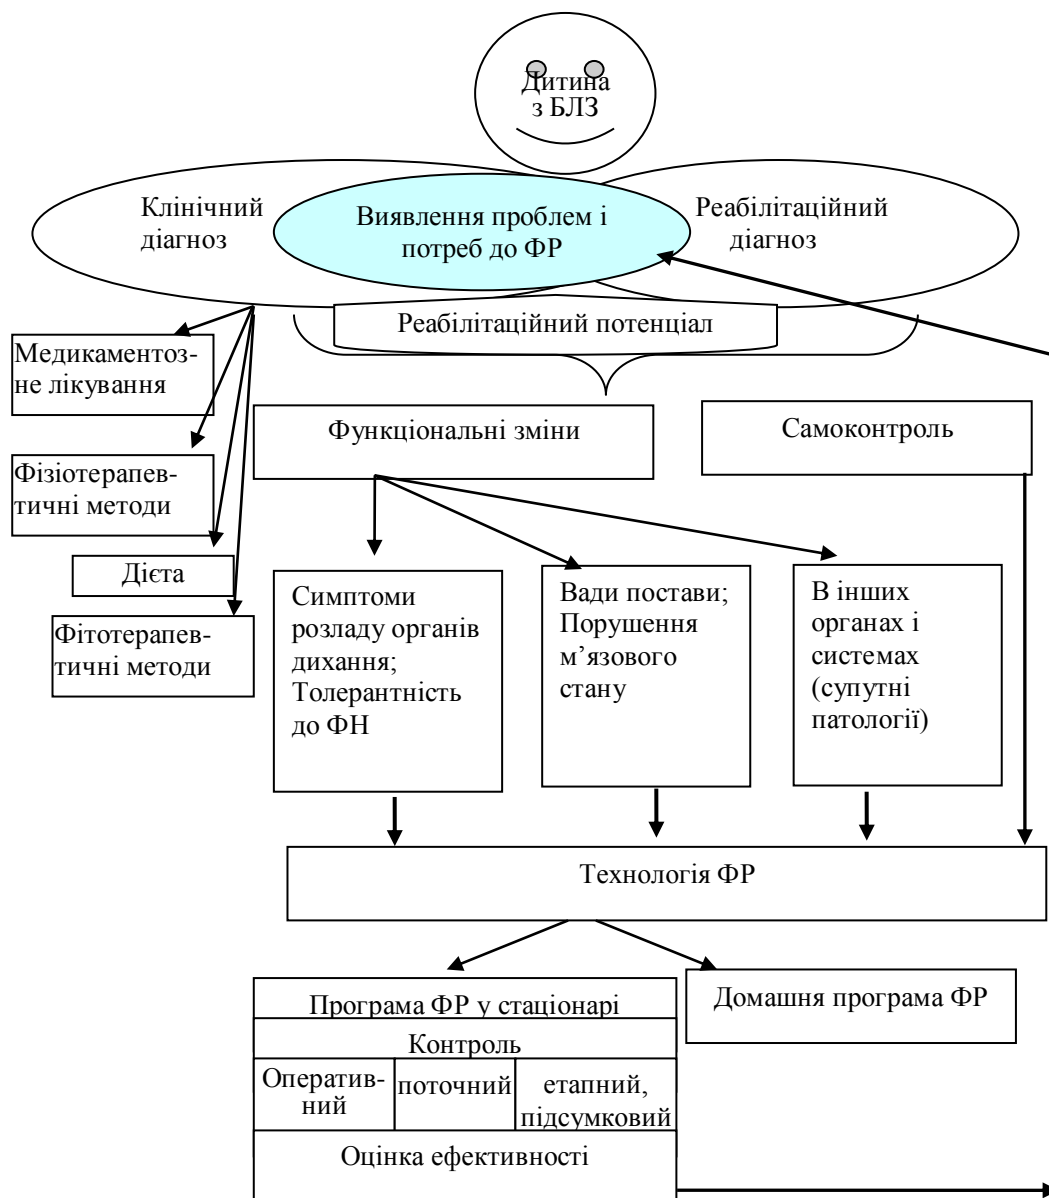 Дитина
з БЛЗ
Клінічний
діагноз
Виявлення проблем і
потреб до ФР
Реабілітаційний
діагноз
Реабілітаційний потенціал
Медикаментоз-
не лікування
Фізіотерапев-
тичні методи
Дієта
Фітотерапев-
тичні методи
Функціональні зміни
Самоконтроль
Симптоми
розладу органів
дихання;
Толерантність
до ФН
Вади постави;
Порушення
м’язового
стану
В інших
органах і
системах
(супутні
патології)
Технологія ФР
Програма ФР у стаціонарі
Домашня програма ФР
Контроль
Оператив-
ний
поточний
етапний,
підсумковий
Оцінка ефективності